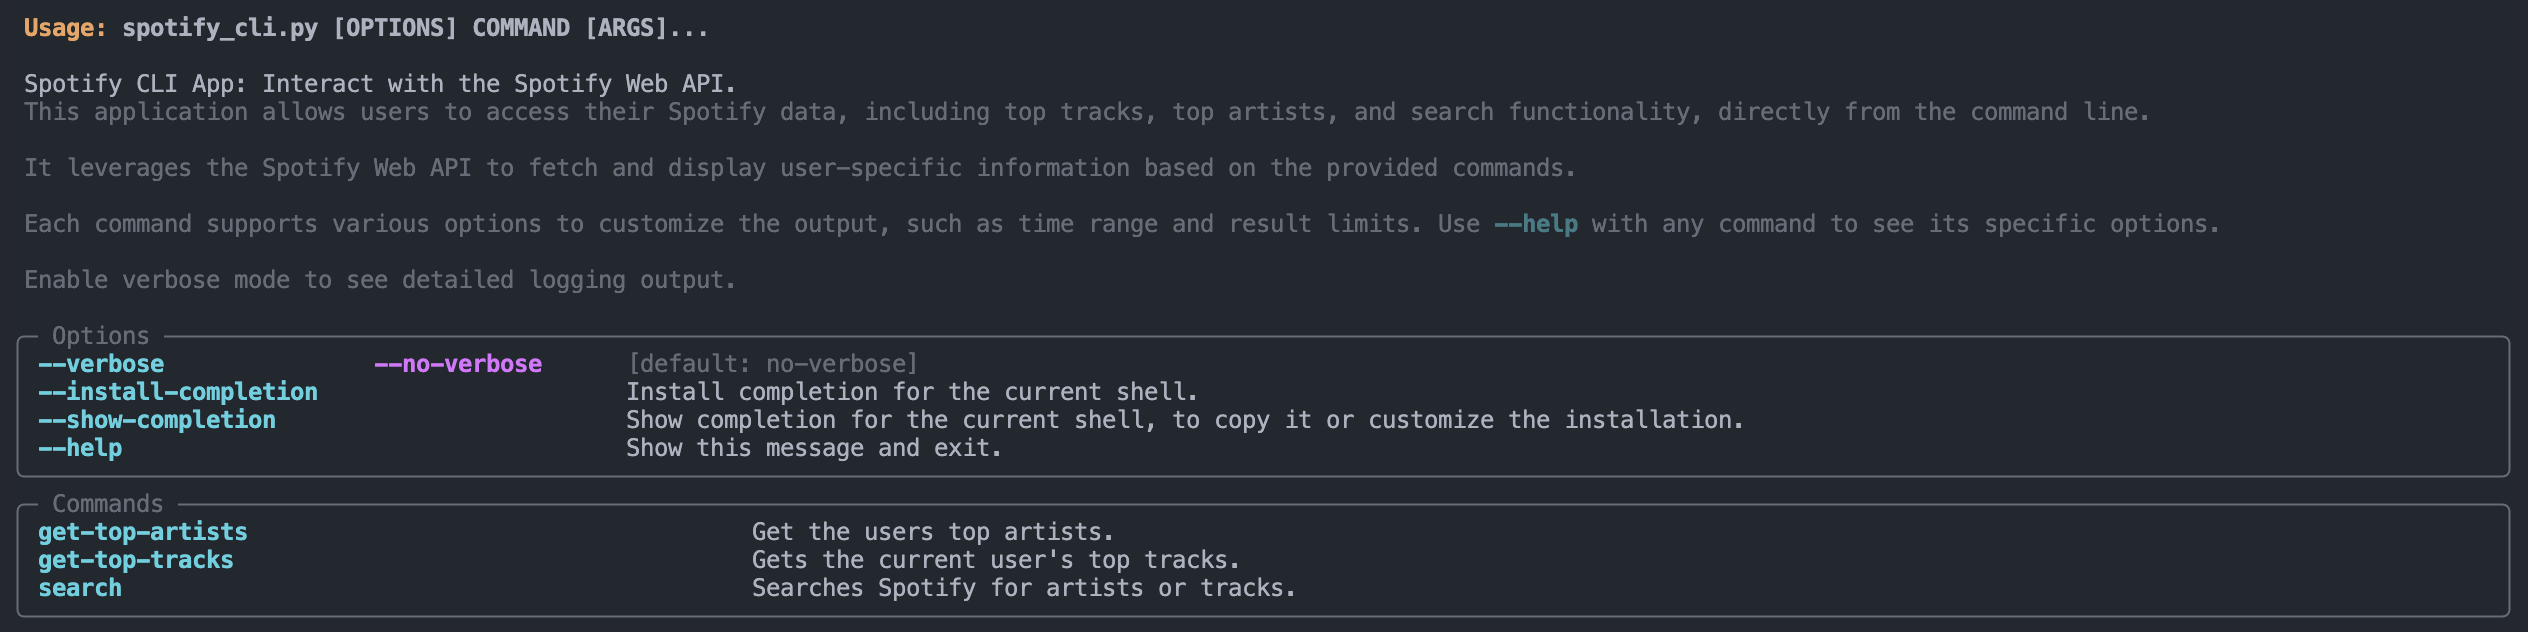 Usage: spotify_cli.py [OPTIONS] COMMAND [ARGS]...
Spotify CLI App: Interact with the Spotify Web API.
This application allows users to access their Spotify data, including top tracks, top artists, and search functionality, directly from the command line.
It leverages the Spotify Web API to fetch and display user-specific information based on the provided commands.
Each command supports various options to customize the output, such as time range and result limits. Use --help with any command to see its specific options.
Enable verbose mode to see detailed logging output.
Options
--verbose --no-verbose [default: no-verbose]
--install-completion Install completion for the current shell.
--show-completion Show completion for the current shell, to copy it or customize the installation.
--help Show this message and exit.
Commands
get-top-artists Get the users top artists.
get-top-tracks Gets the current user's top tracks.
search Searches Spotify for artists or tracks.